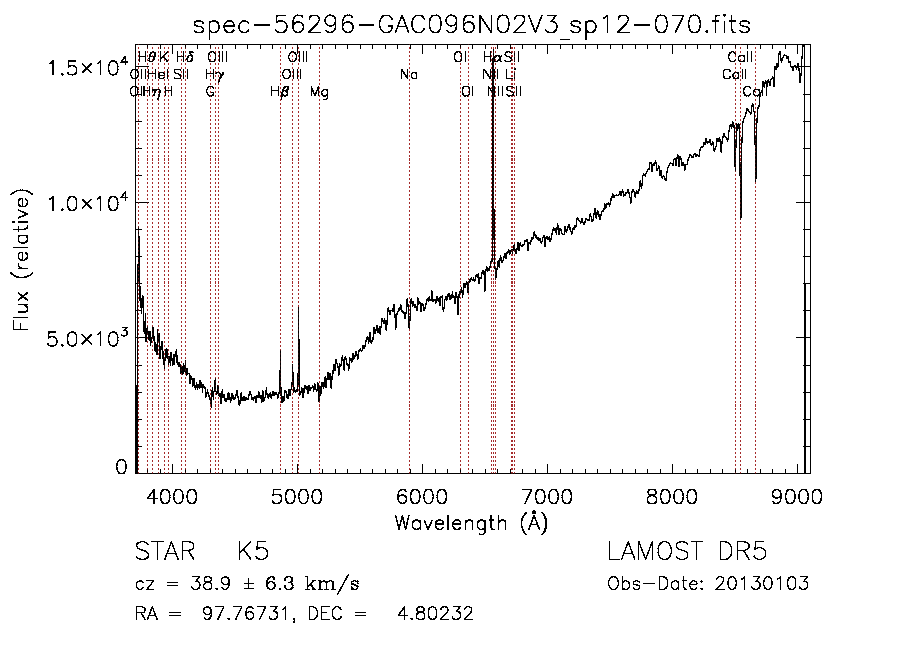 spec-56296-GAC096N02V3_sp12-070.fits
Hθ K Hδ OIII OIII OI Hα SII CaII
OII HeI SII Hγ OIII Na NII Li CaII
OII Hη H G Hβ Mg OI NII SII CaII
1.5×10⁴
1.0×10⁴
5.0×10³
0
Flux (relative)
4000 5000 6000 7000 8000 9000
Wavelength (Å)
STAR K5
LAMOST DR5
cz = 38.9 ± 6.3 km/s
Obs-Date: 20130103
RA = 97.76731, DEC = 4.80232